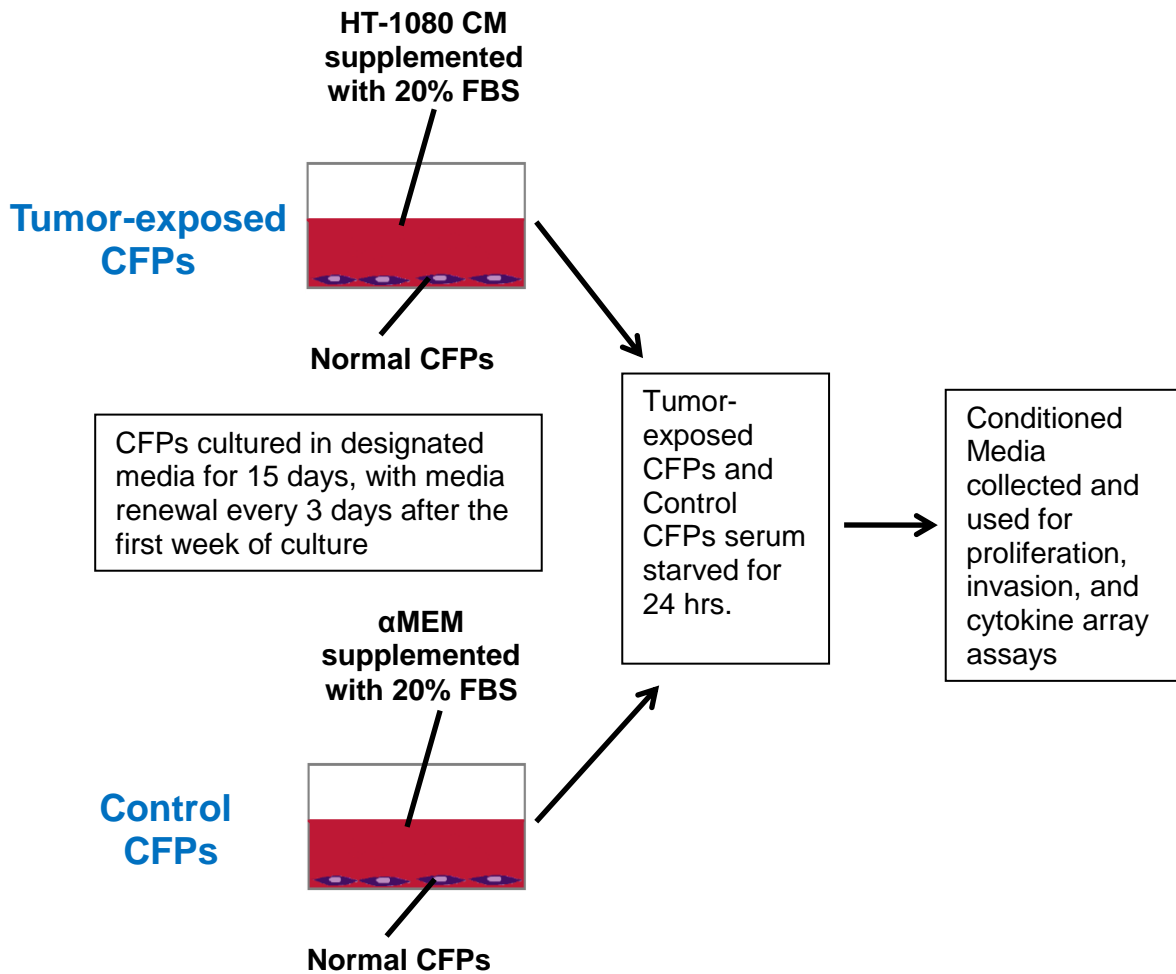 HT-1080 CM
supplemented
with 20% FBS
Tumor-exposed
CFPs
Normal CFPs
CFPs cultured in designated
media for 15 days, with media
renewal every 3 days after the
first week of culture
Tumor-
exposed
CFPs and
Control
CFPs serum
starved for
24 hrs.
Conditioned
Media
collected and
used for
proliferation,
invasion, and
cytokine array
assays
αMEM
supplemented
with 20% FBS
Control
CFPs
Normal CFPs